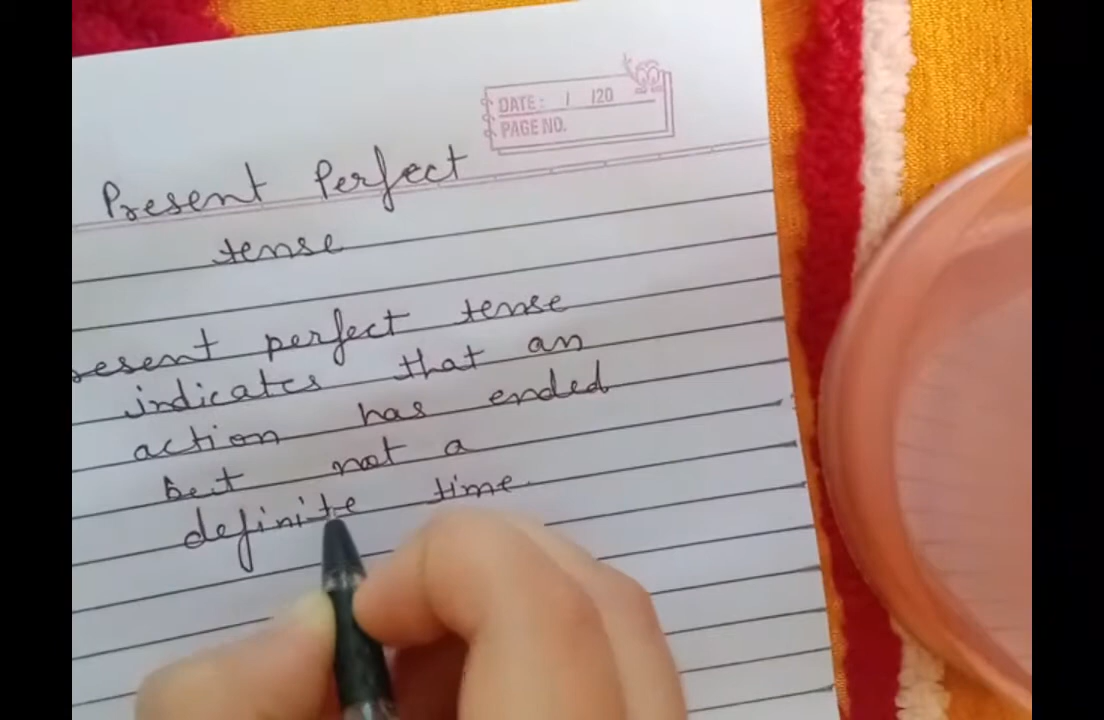 DATE: / /20
PAGE NO.
Present Perfect
tense
esent perfect tense
indicates that an
action has ended
but not a
definite time